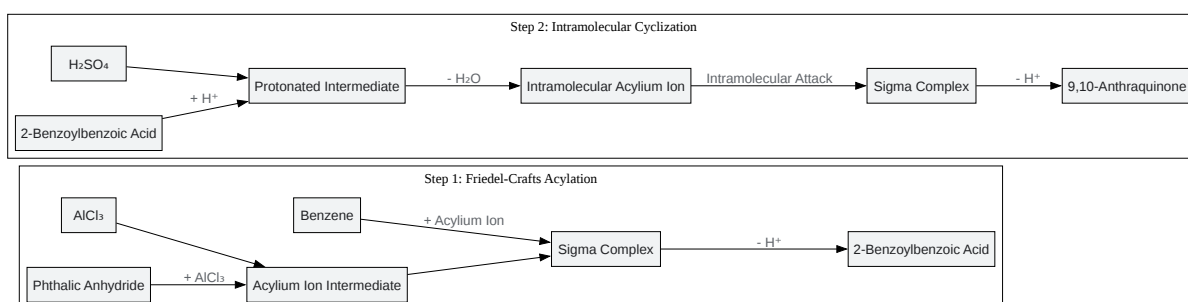 Step 2: Intramolecular Cyclization
H₂SO₄
+ H⁺
2-Benzoylbenzoic Acid
Protonated Intermediate
- H₂O
Intramolecular Acylium Ion
Intramolecular Attack
Sigma Complex
- H⁺
9,10-Anthraquinone
Step 1: Friedel-Crafts Acylation
AlCl₃
Phthalic Anhydride
+ AlCl₃
Acylium Ion Intermediate
Benzene
+ Acylium Ion
Sigma Complex
- H⁺
2-Benzoylbenzoic Acid